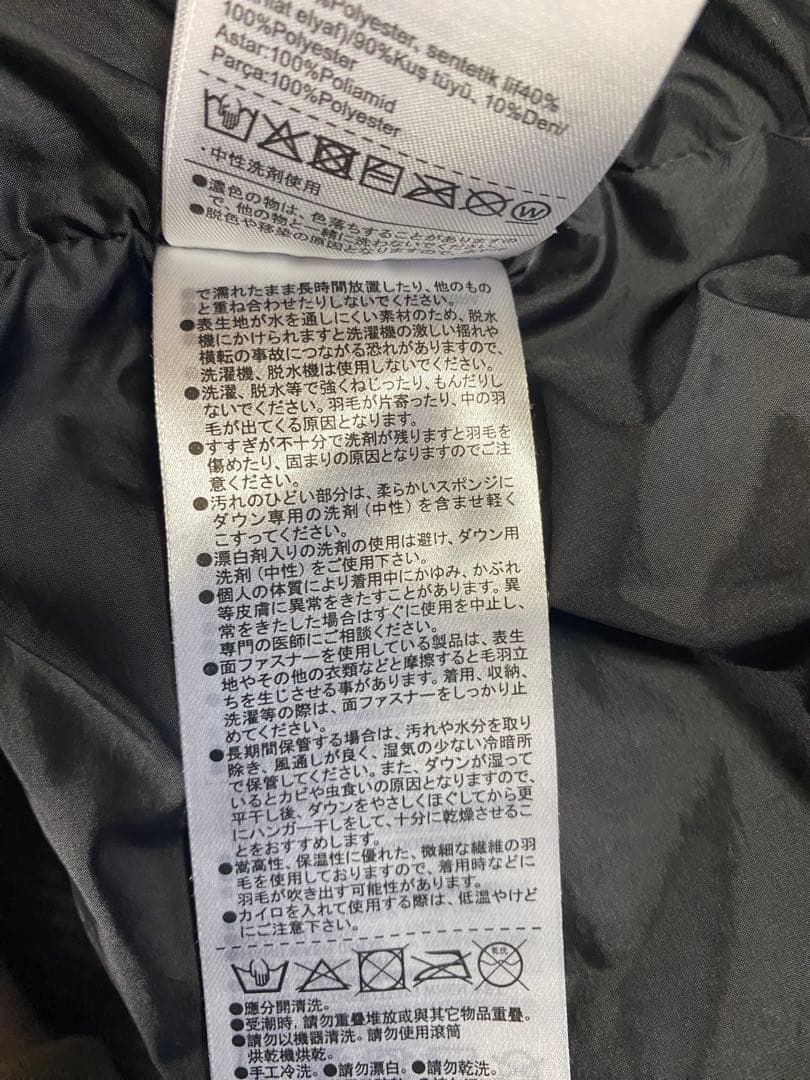 %Polyester, sentetik lif40%
elyaf)/90%Kuş tüyü, 10%Deri/
100%Polyester
Astar:100%Poliamid
Parça:100%Polyester
W
・中性洗剤使用
●濃色の物は、色落ちすることがありますの
で、他の物と一緒に洗わないでください。
●脱色や移染の原因となりますので
で濡れたまま長時間放置したり、他のもの
と重ね合わせたりしないでください。
●表生地が水を通しにくい素材のため、脱水
機にかけられますと洗濯機の激しい揺れや
横転の事故につながる恐れがありますので、
洗濯機、脱水機は使用しないでください。
●洗濯、脱水等で強くねじったり、もんだりし
ないでください。羽毛が片寄ったり、中の羽
毛が出てくる原因となります。
●すすぎが不十分で洗剤が残りますと羽毛を
傷めたり、固まりの原因となりますのでご注
意ください。
●汚れのひどい部分は、柔らかいスポンジに
ダウン専用の洗剤(中性)を含ませ軽く
こすってください。
●漂白剤入りの洗剤の使用は避け、ダウン用
洗剤(中性)をご使用下さい。
●個人の体質により着用中にかゆみ、かぶれ
等皮膚に異常をきたすことがあります。異
常をきたした場合はすぐに使用を中止し、
専門の医師にご相談ください。
●面ファスナーを使用している製品は、表生
地やその他の衣類などと摩擦すると毛羽立
ちを生じさせる事があります。着用、収納、
洗濯等の際は、面ファスナーをしっかり止
めてください。
●長期間保管する場合は、汚れや水分を取り
除き、風通しが良く、湿気の少ない冷暗所
で保管してください。また、ダウンが湿って
いるとカビや虫食いの原因となりますので、
平干し後、ダウンをやさしくほぐしてから更
にハンガー干しをして、十分に乾燥させるこ
とをおすすめします。
●嵩高性、保温性に優れた、微細な繊維の羽
毛を使用しておりますので、着用時などに
羽毛が吹き出す可能性があります。
●カイロを入れて使用する際は、低温やけど
にご注意下さい。
乾洗
●應分開清洗。
●受潮時,請勿重疊堆放或與其它物品重疊。
●請勿以機器清洗。請勿使用滾筒
烘乾機烘乾。
●手工冷洗。●請勿漂白。●請勿乾洗。